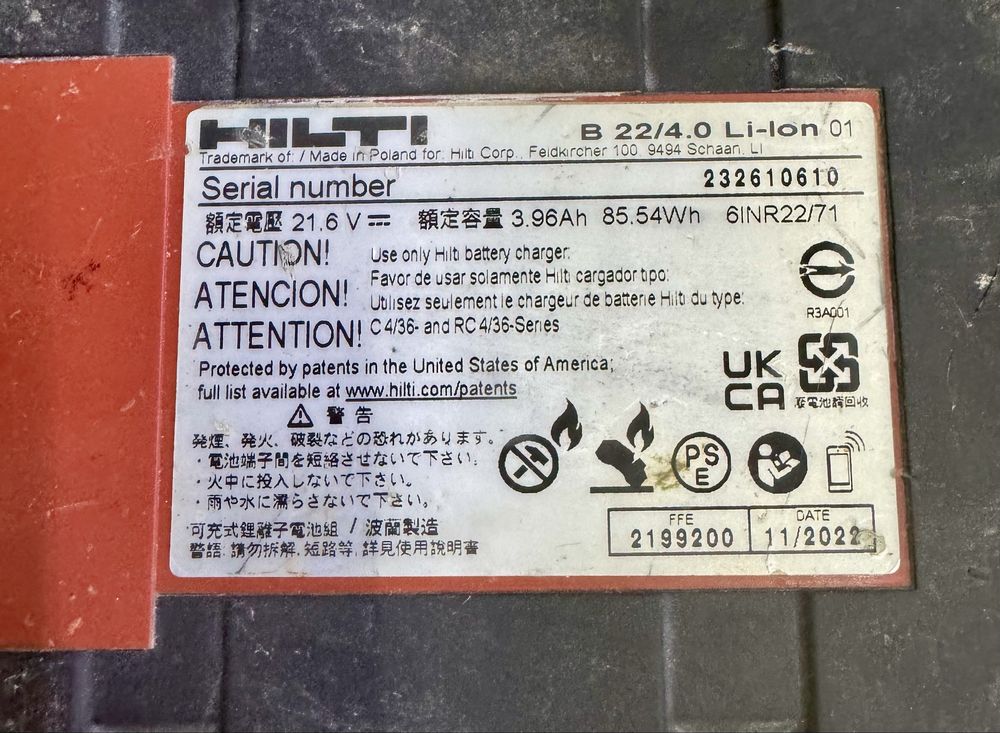 HILTI
B 22/4.0 Li-Ion 01
Trademark of: / Made in Poland for: Hilti Corp., Feldkircher 100 9494 Schaan, LI
Serial number 232610610
額定電壓 21.6 V 額定容量 3.96Ah 85.54Wh 6INR22/71
CAUTION! Use only Hilti battery charger:
ATENCION! Favor de usar solamente Hilti cargador tipo:
Utilisez seulement le chargeur de batterie Hilti du type:
ATTENTION! C 4/36- and RC 4/36-Series
R3A001
Protected by patents in the United States of America;
full list available at www.hilti.com/patents
UK
CA
廢電池請回收
警告
発煙、発火、破裂などの恐れがあります。
・電池端子間を短絡させないで下さい。
・火中に投入しないで下さい。
・雨や水に濡らさないで下さい。
PS
E
可充式鋰離子電池組 / 波蘭製造
警語: 請勿拆解, 短路等, 詳見使用說明書
FFE
2199200
DATE
11/2022